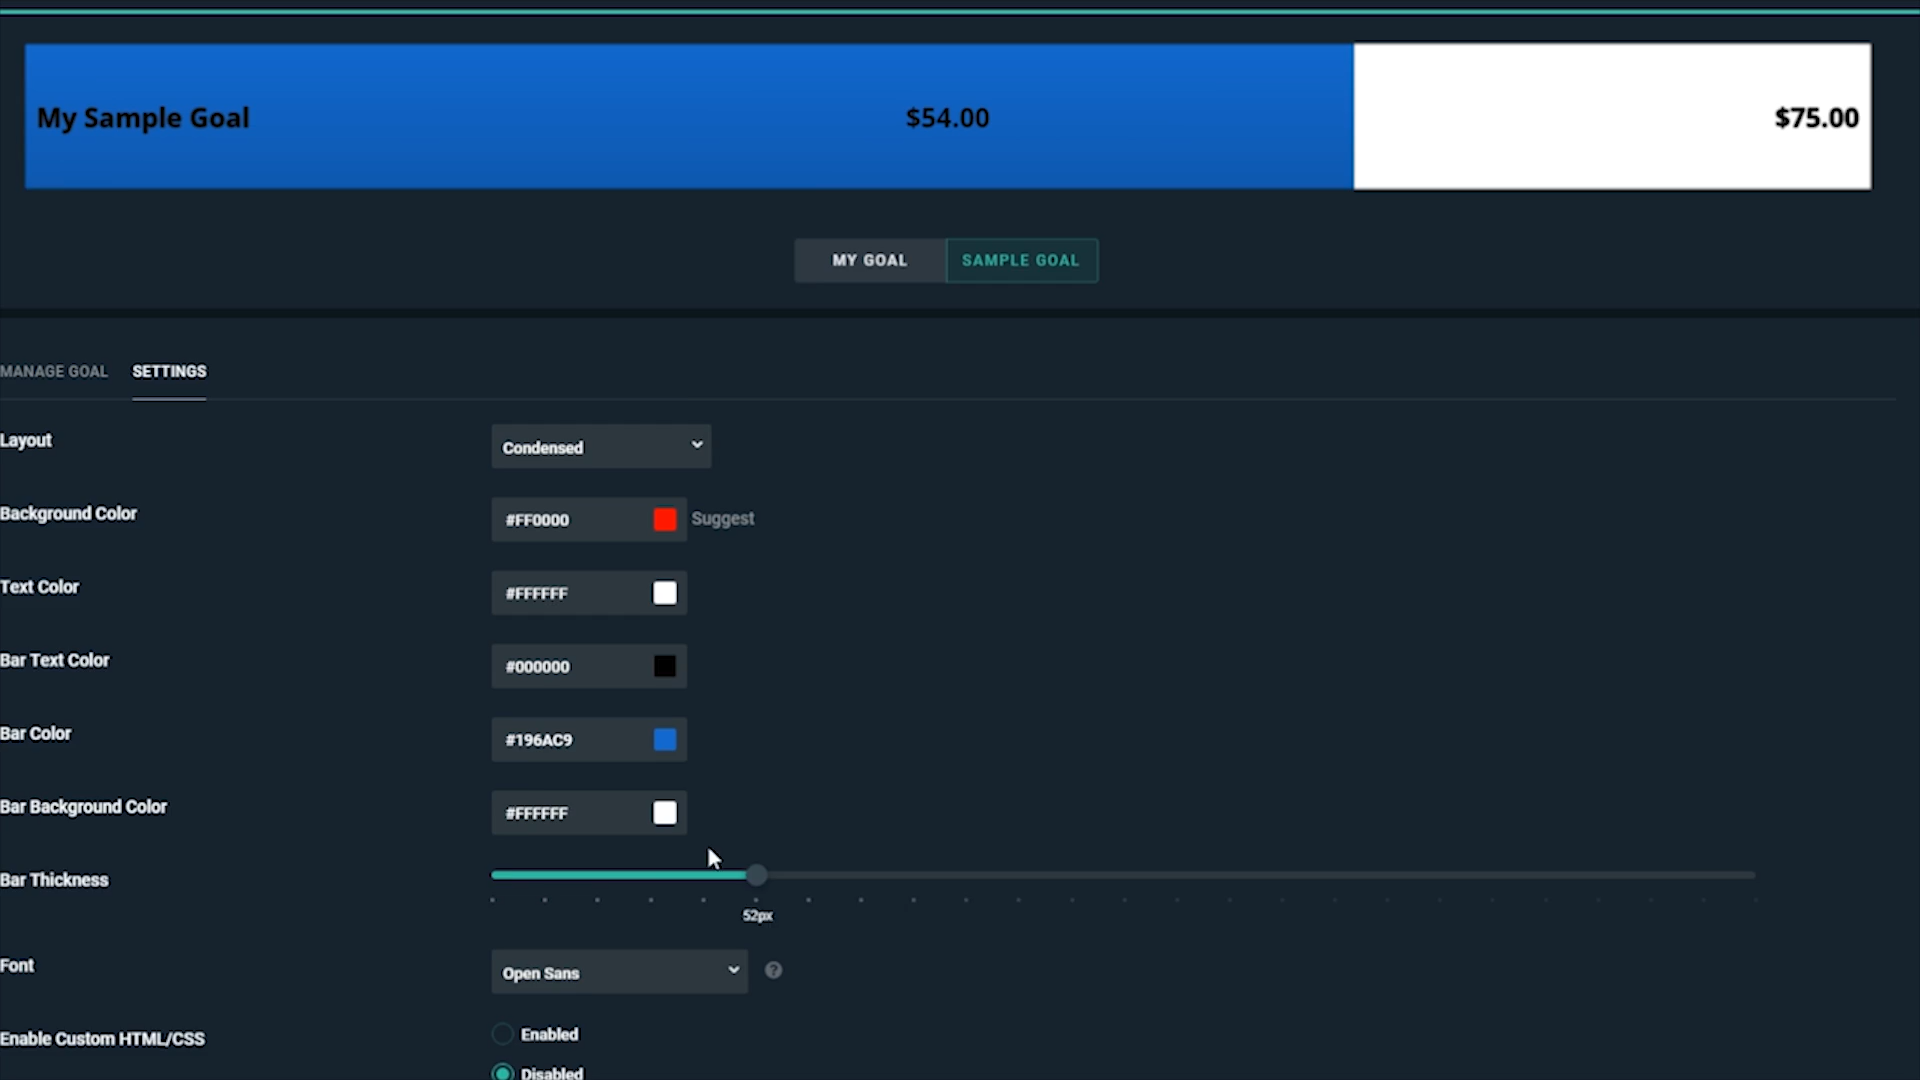 My Sample Goal $54.00 $75.00
MY GOAL SAMPLE GOAL
MANAGE GOAL SETTINGS
Layout Condensed
Background Color #FF0000 Suggest
Text Color #FFFFFF
Bar Text Color #000000
Bar Color #196AC9
Bar Background Color #FFFFFF
Bar Thickness
52px
Font Open Sans ?
Enable Custom HTML/CSS Enabled
Disabled